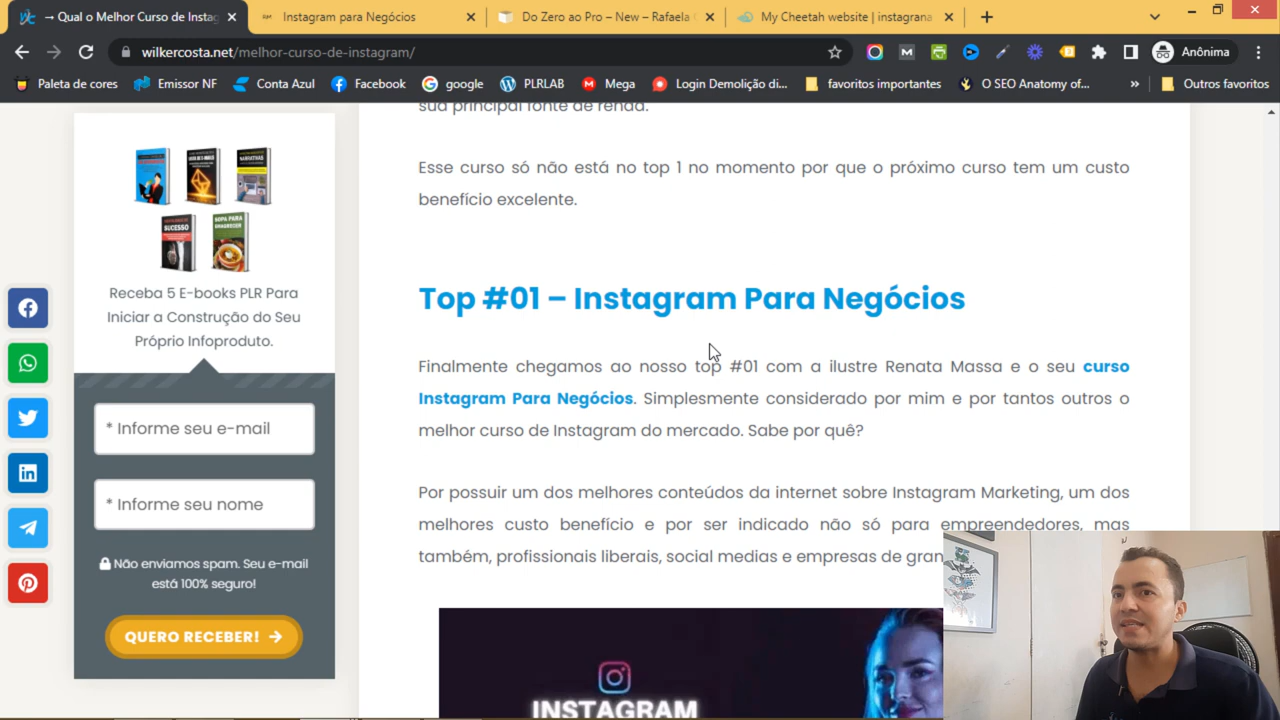 → Qual o Melhor Curso de Instag
Instagram para Negócios
Do Zero ao Pro – New – Rafaela
My Cheetah website | instagrana
wilkercosta.net/melhor-curso-de-instagram/
Anônima
Paleta de cores
Emissor NF
Conta Azul
Facebook
google
PLRLAB
Mega
Login Demolição di...
favoritos importantes
O SEO Anatomy of...
»
Outros favoritos
sua principal fonte de renda.
Esse curso só não está no top 1 no momento por que o próximo curso tem um custo
benefício excelente.
Top #01 – Instagram Para Negócios
Finalmente chegamos ao nosso top #01 com a ilustre Renata Massa e o seu curso
Instagram Para Negócios. Simplesmente considerado por mim e por tantos outros o
melhor curso de Instagram do mercado. Sabe por quê?
Por possuir um dos melhores conteúdos da internet sobre Instagram Marketing, um dos
melhores custo benefício e por ser indicado não só para empreendedores, mas
também, profissionais liberais, social medias e empresas de gran
INSTAGRAM
SUCESSO
Receba 5 E-books PLR Para
Iniciar a Construção do Seu
Próprio Infoproduto.
* Informe seu e-mail
* Informe seu nome
Não enviamos spam. Seu e-mail
está 100% seguro!
QUERO RECEBER! →